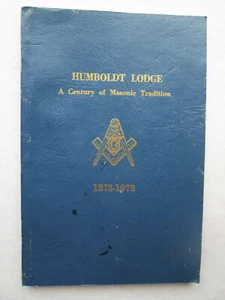 HUMBOLDT LODGE
A Century of Masonic Tradition
G
1873-1973